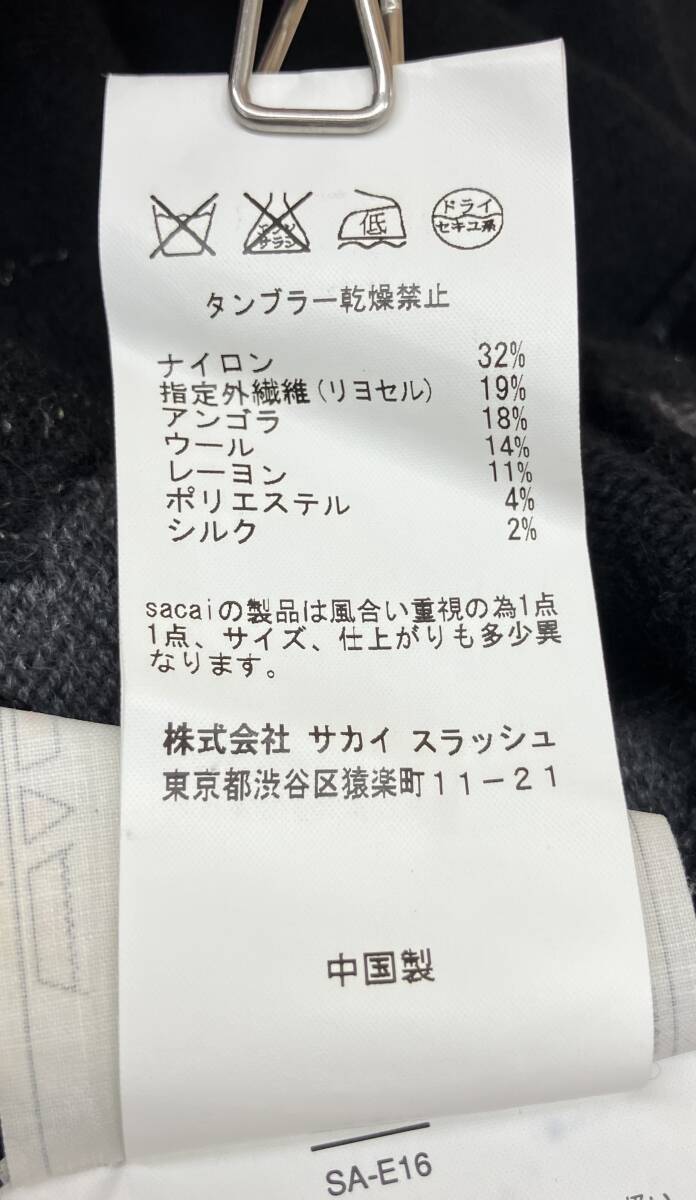 低
ドライ
セキユ系
タンブラー乾燥禁止
ナイロン 32%
指定外繊維(リヨセル) 19%
アンゴラ 18%
ウール 14%
レーヨン 11%
ポリエステル 4%
シルク 2%
sacaiの製品は風合い重視の為1点
1点、サイズ、仕上がりも多少異
なります。
株式会社 サカイ スラッシュ
東京都渋谷区猿楽町11-21
中国製
SA-E16